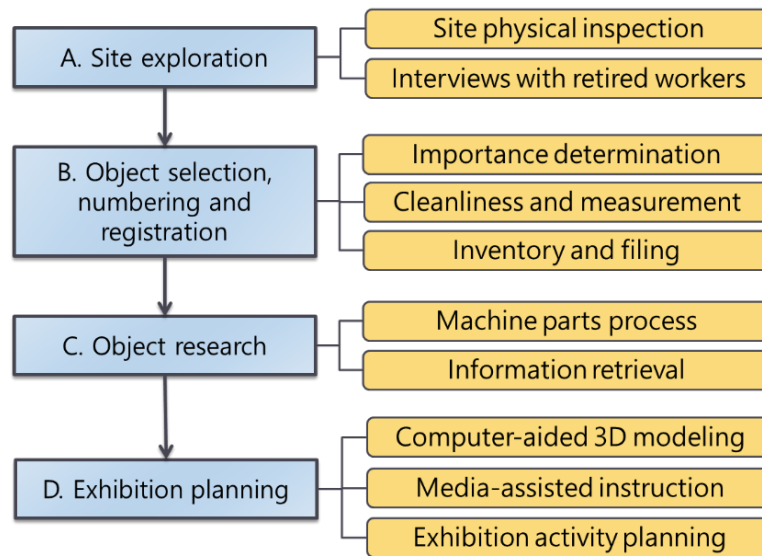 A. Site exploration
Site physical inspection
Interviews with retired workers
B. Object selection,
numbering and
registration
Importance determination
Cleanliness and measurement
Inventory and filing
C. Object research
Machine parts process
Information retrieval
D. Exhibition planning
Computer-aided 3D modeling
Media-assisted instruction
Exhibition activity planning